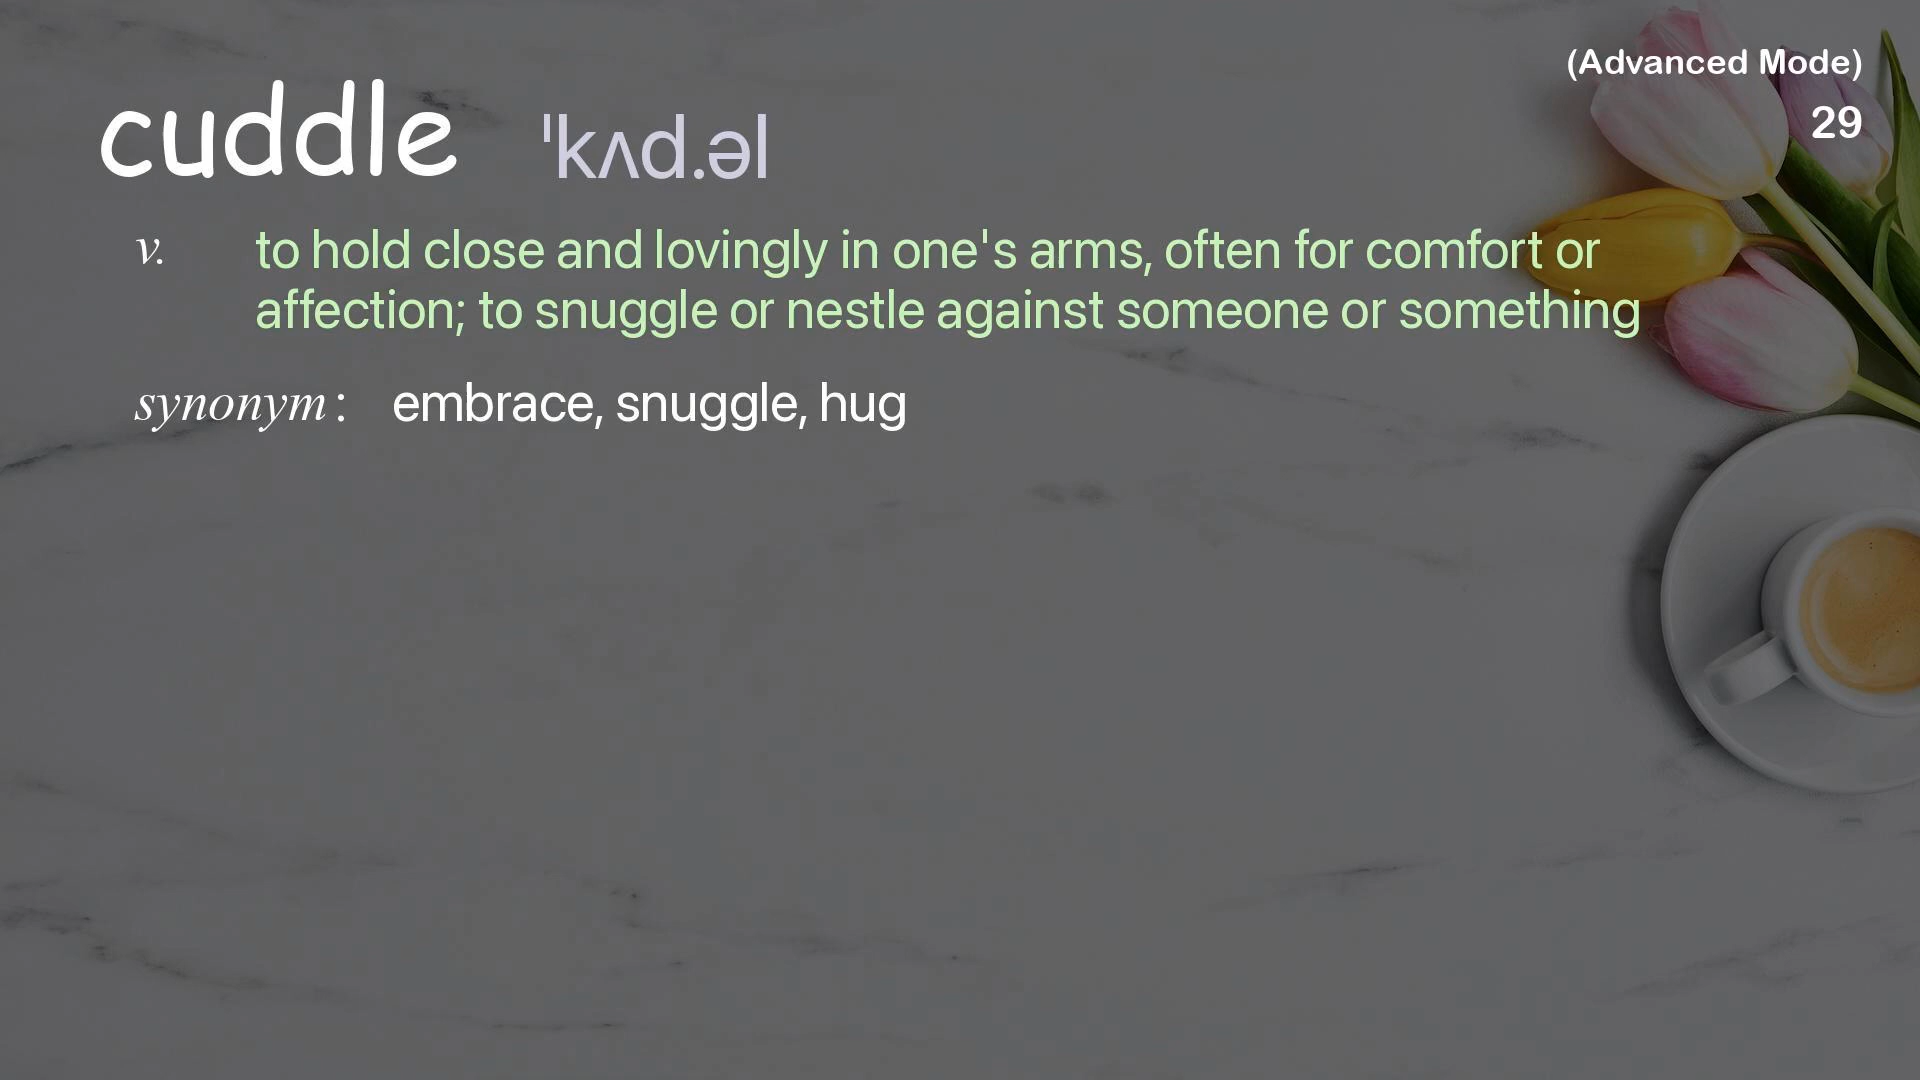 (Advanced Mode)
29
cuddle ˈkʌd.əl
v. to hold close and lovingly in one's arms, often for comfort or
affection; to snuggle or nestle against someone or something
synonym : embrace, snuggle, hug